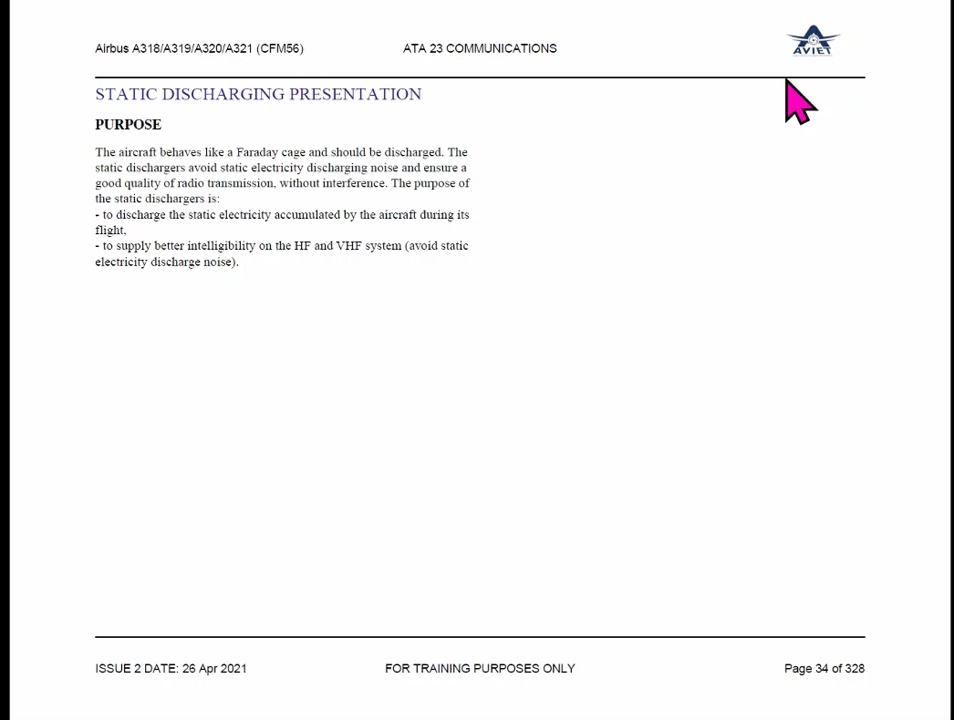 Airbus A318/A319/A320/A321 (CFM56)
ATA 23 COMMUNICATIONS
AVIET
STATIC DISCHARGING PRESENTATION
PURPOSE
The aircraft behaves like a Faraday cage and should be discharged. The
static dischargers avoid static electricity discharging noise and ensure a
good quality of radio transmission, without interference. The purpose of
the static dischargers is:
- to discharge the static electricity accumulated by the aircraft during its
flight,
- to supply better intelligibility on the HF and VHF system (avoid static
electricity discharge noise).
ISSUE 2 DATE: 26 Apr 2021
FOR TRAINING PURPOSES ONLY
Page 34 of 328